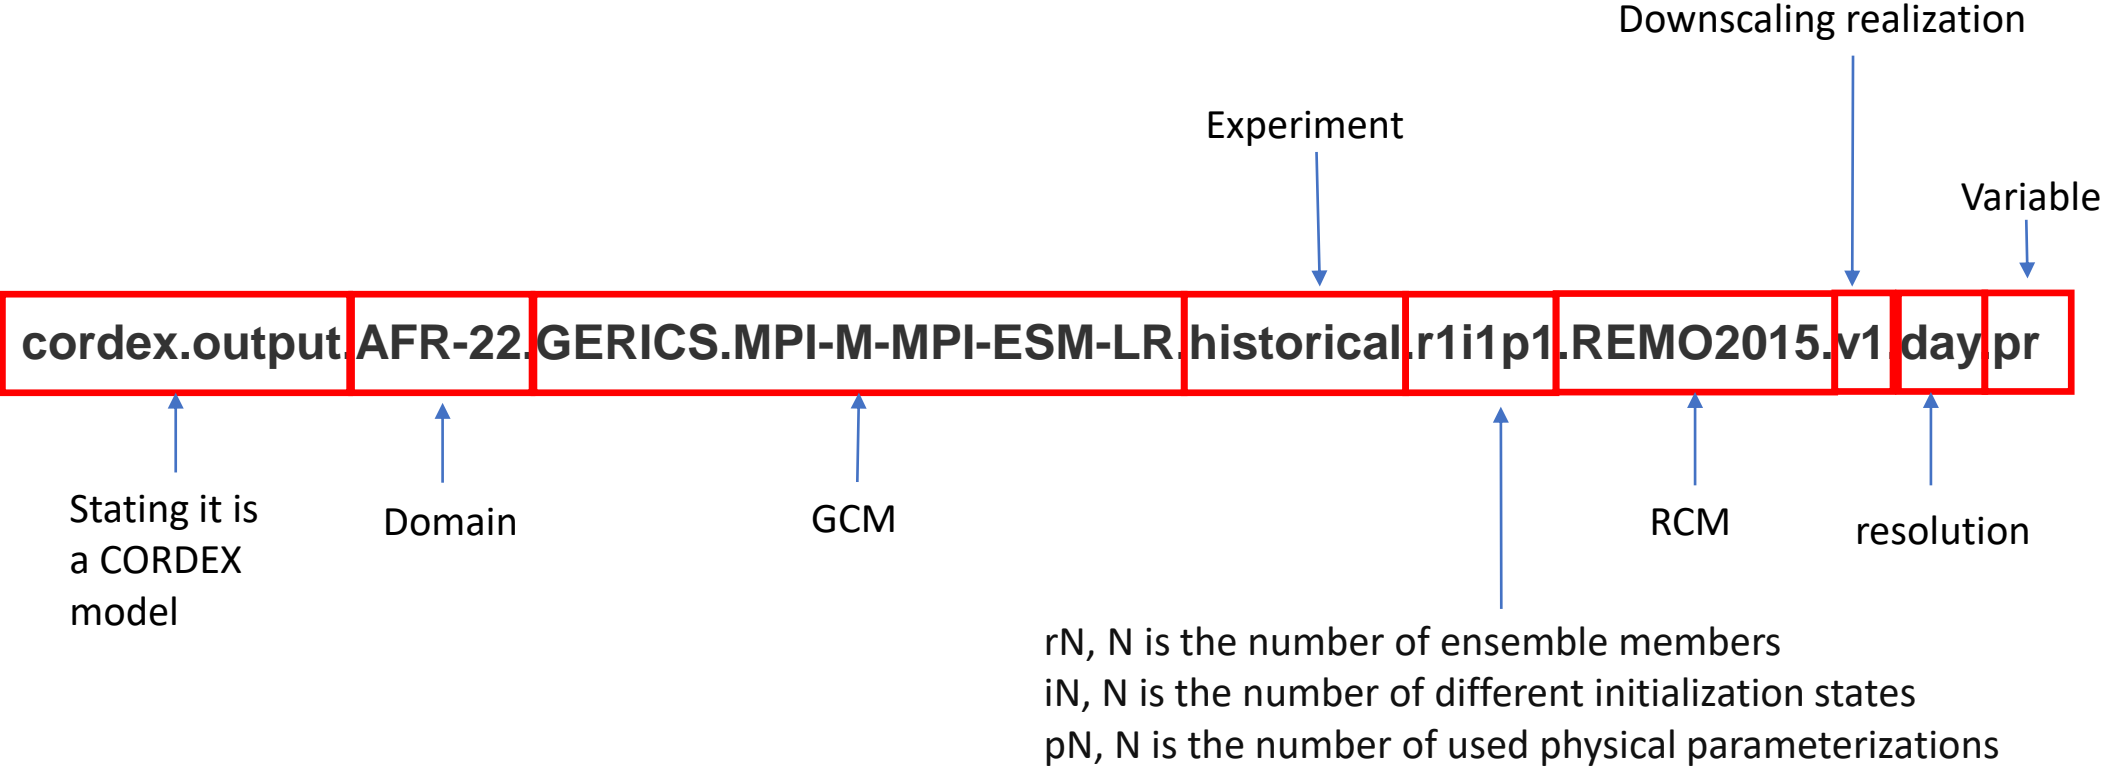 Downscaling realization
Experiment
Variable
cordex.output.AFR-22.GERICS.MPI-M-MPI-ESM-LR.historical.r1i1p1.REMO2015.v1.day.pr
Stating it is
a CORDEX
model
Domain
GCM
RCM
resolution
rN, N is the number of ensemble members
iN, N is the number of different initialization states
pN, N is the number of used physical parameterizations